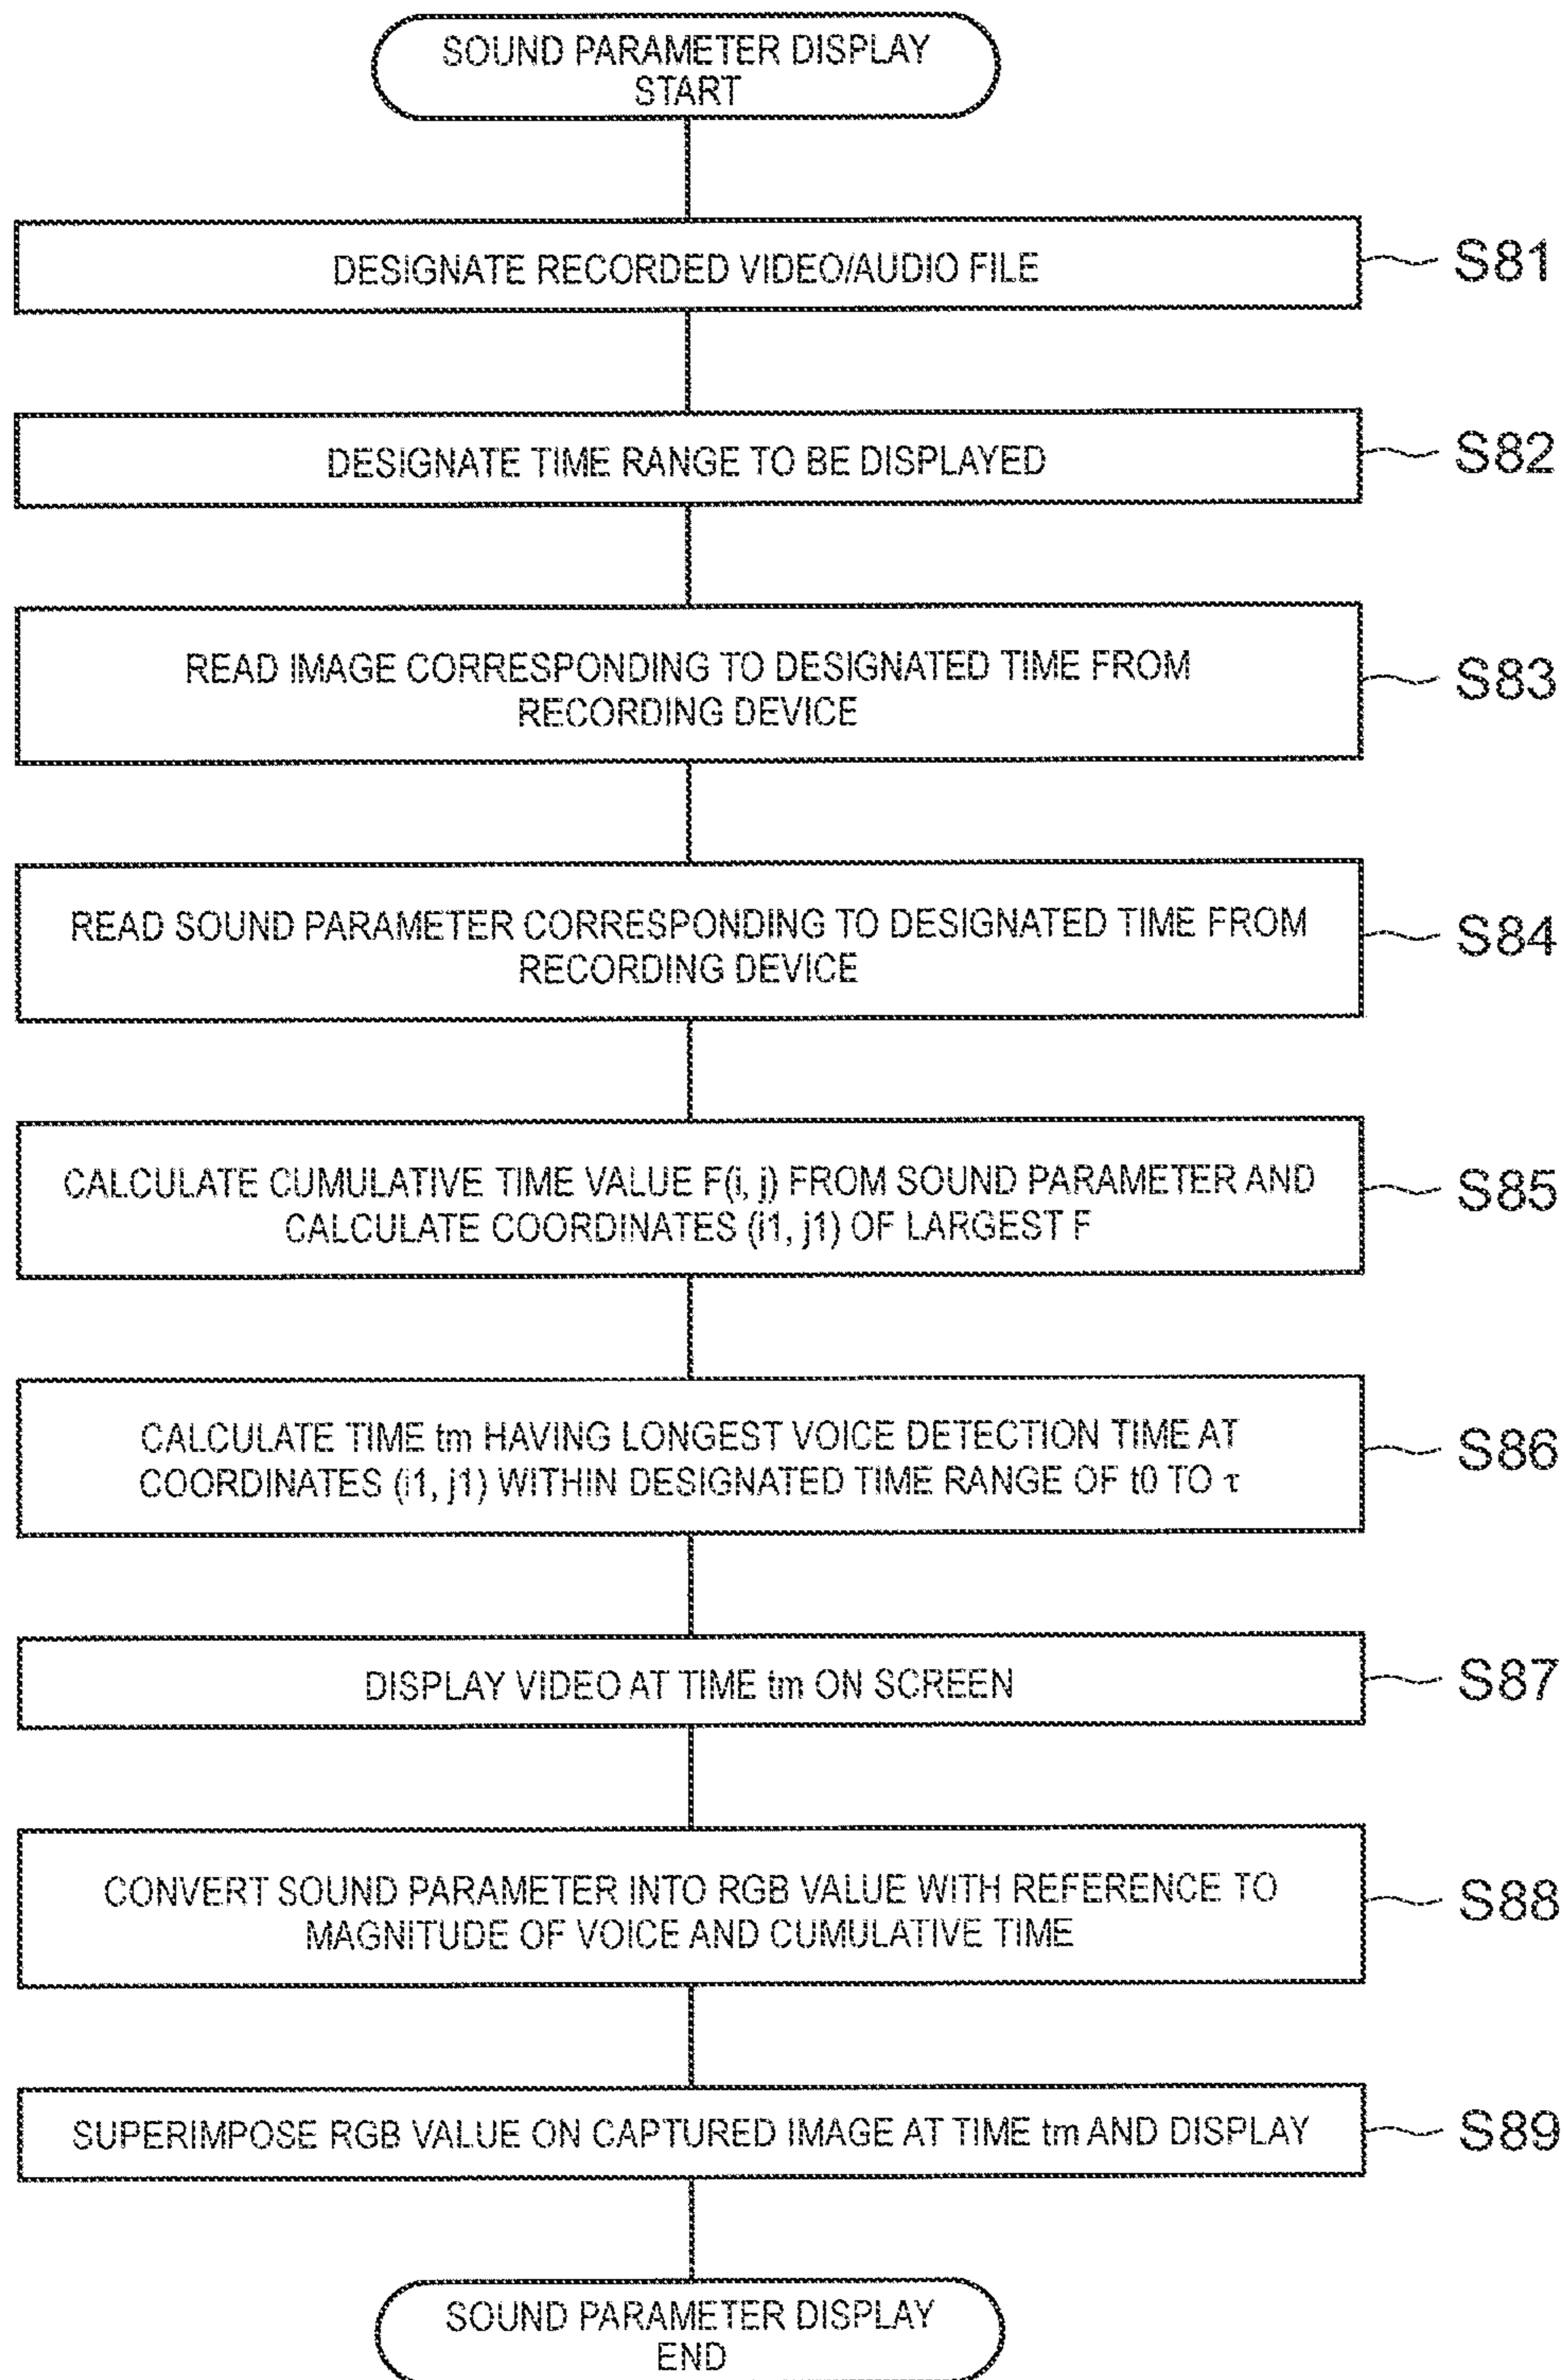 SOUND PARAMETER DISPLAY
START
DESIGNATE RECORDED VIDEO/AUDIO FILE
S81
DESIGNATE TIME RANGE TO BE DISPLAYED
S82
READ IMAGE CORRESPONDING TO DESIGNATED TIME FROM
RECORDING DEVICE
S83
READ SOUND PARAMETER CORRESPONDING TO DESIGNATED TIME FROM
RECORDING DEVICE
S84
CALCULATE CUMULATIVE TIME VALUE F(i, j) FROM SOUND PARAMETER AND
CALCULATE COORDINATES (i1, j1) OF LARGEST F
S85
CALCULATE TIME tm HAVING LONGEST VOICE DETECTION TIME AT
COORDINATES (i1, j1) WITHIN DESIGNATED TIME RANGE OF t0 TO τ
S86
DISPLAY VIDEO AT TIME tm ON SCREEN
S87
CONVERT SOUND PARAMETER INTO RGB VALUE WITH REFERENCE TO
MAGNITUDE OF VOICE AND CUMULATIVE TIME
S88
SUPERIMPOSE RGB VALUE ON CAPTURED IMAGE AT TIME tm AND DISPLAY
S89
SOUND PARAMETER DISPLAY
END